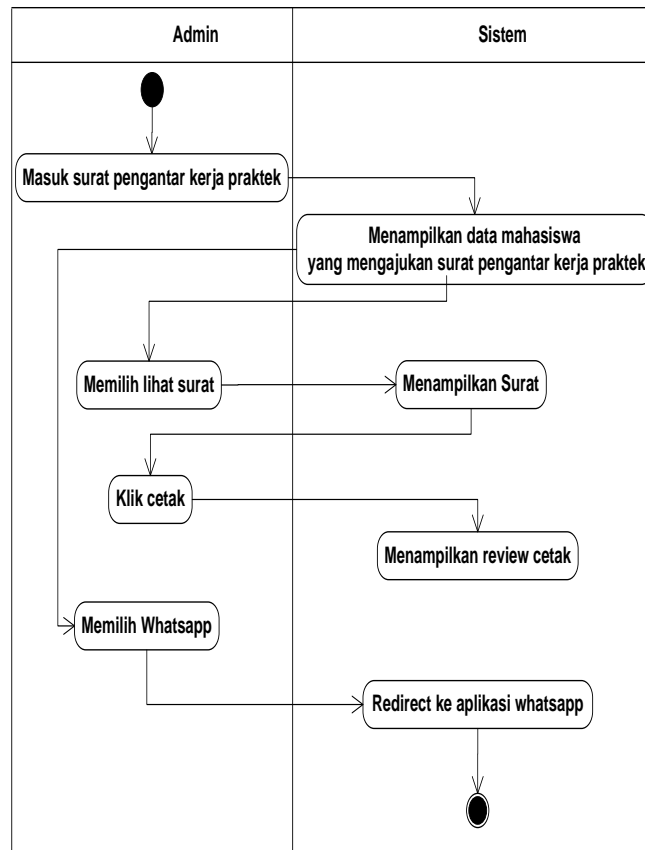 Admin
Sistem
Masuk surat pengantar kerja praktek
Menampilkan data mahasiswa
yang mengajukan surat pengantar kerja praktek
Memilih lihat surat
Menampilkan Surat
Klik cetak
Menampilkan review cetak
Memilih Whatsapp
Redirect ke aplikasi whatsapp